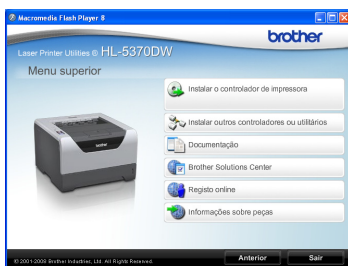 Macromedia Flash Player 8
brother
Laser Printer Utilities ® HL-5370DW
Menu superior
Instalar o controlador de impressora
Instalar outros controladores ou utilitários
Documentação
Brother Solutions Center
Registo online
Informações sobre peças
© 2001-2008 Brother Industries, Ltd. All Rights Reserved.
Anterior
Sair